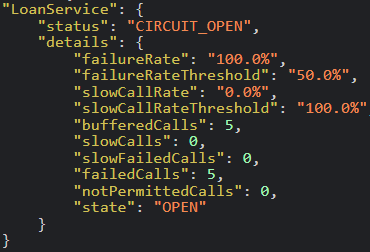 "LoanService": {
"status": "CIRCUIT_OPEN",
"details": {
"failureRate": "100.0%",
"failureRateThreshold": "50.0%",
"slowCallRate": "0.0%",
"slowCallRateThreshold": "100.0%",
"bufferedCalls": 5,
"slowCalls": 0,
"slowFailedCalls": 0,
"failedCalls": 5,
"notPermittedCalls": 0,
"state": "OPEN"
}
}